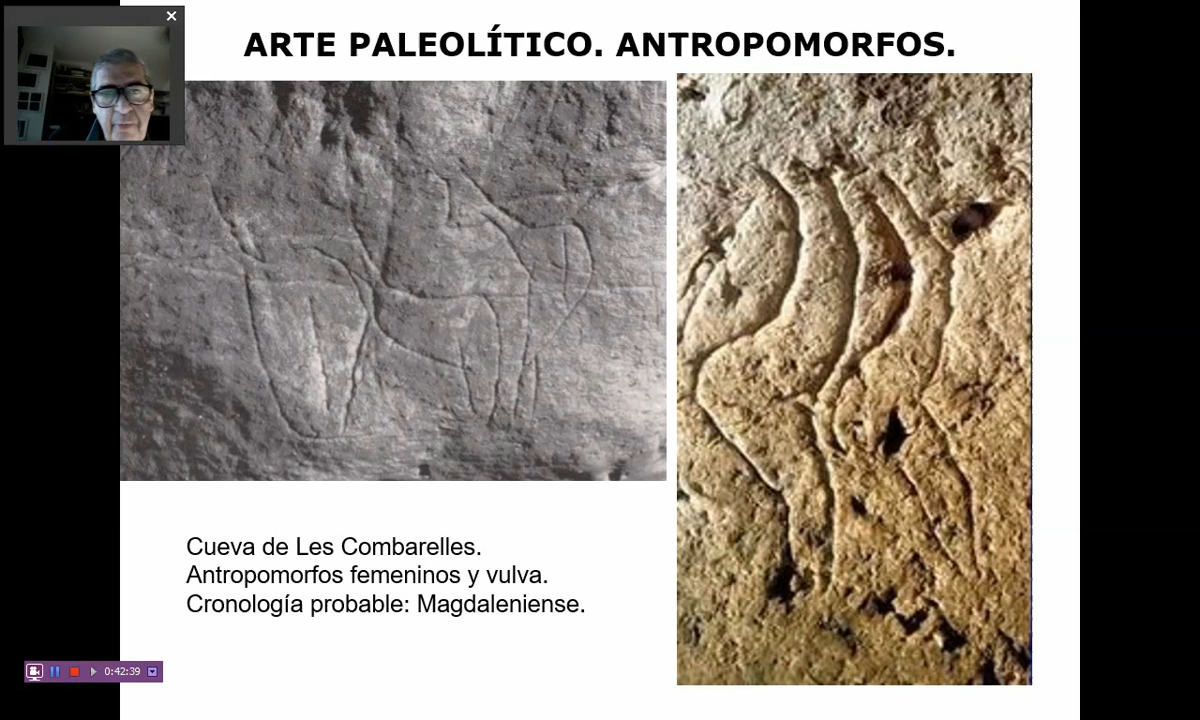 ARTE PALEOLÍTICO. ANTROPOMORFOS.
Cueva de Les Combarelles.
Antropomorfos femeninos y vulva.
Cronología probable: Magdaleniense.
0:42:39